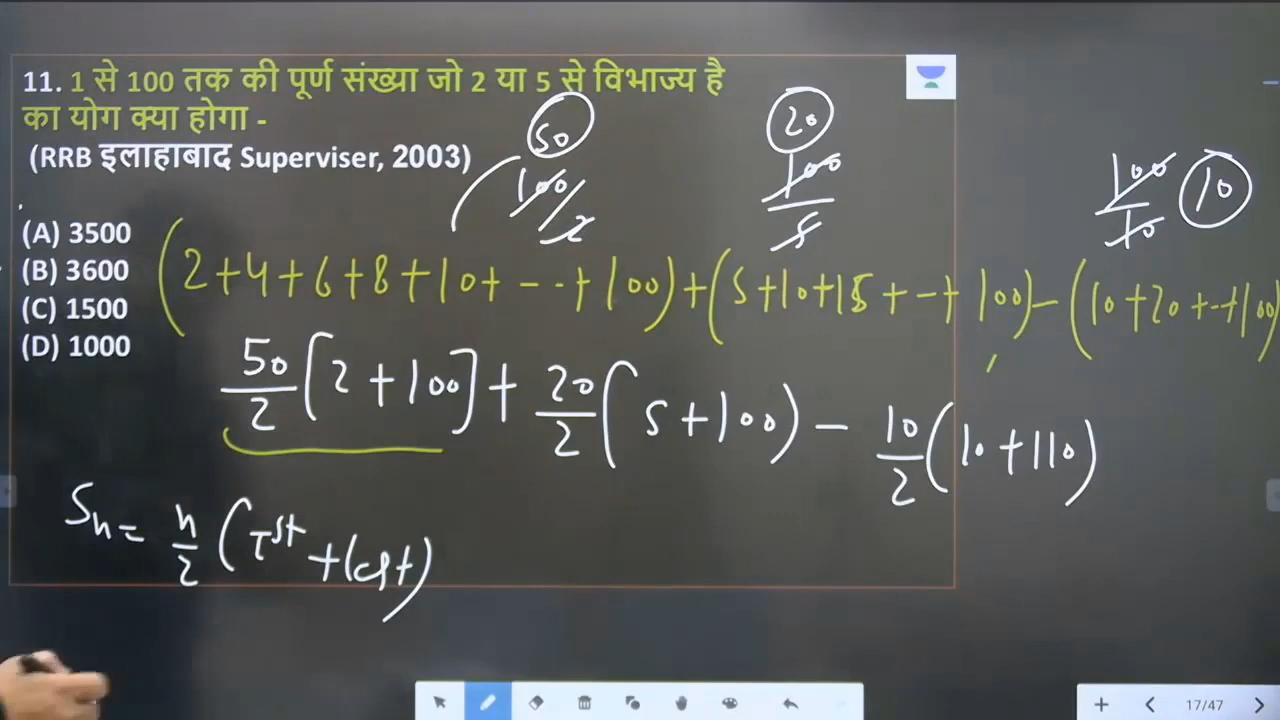 11. 1 से 100 तक की पूर्ण संख्या जो 2 या 5 से विभाज्य है
का योग क्या होगा -
(RRB इलाहाबाद Superviser, 2003)
50
100/2
20
100/5
100/10
10
(A) 3500
(B) 3600
(C) 1500
(D) 1000
(2+4+6+8+10+--+100)+(5+10+15+-+100)-(10+20+-+100)
50/2[2+100]+20/2(5+100)-10/2(10+110)
Sn=n/2(
17/47